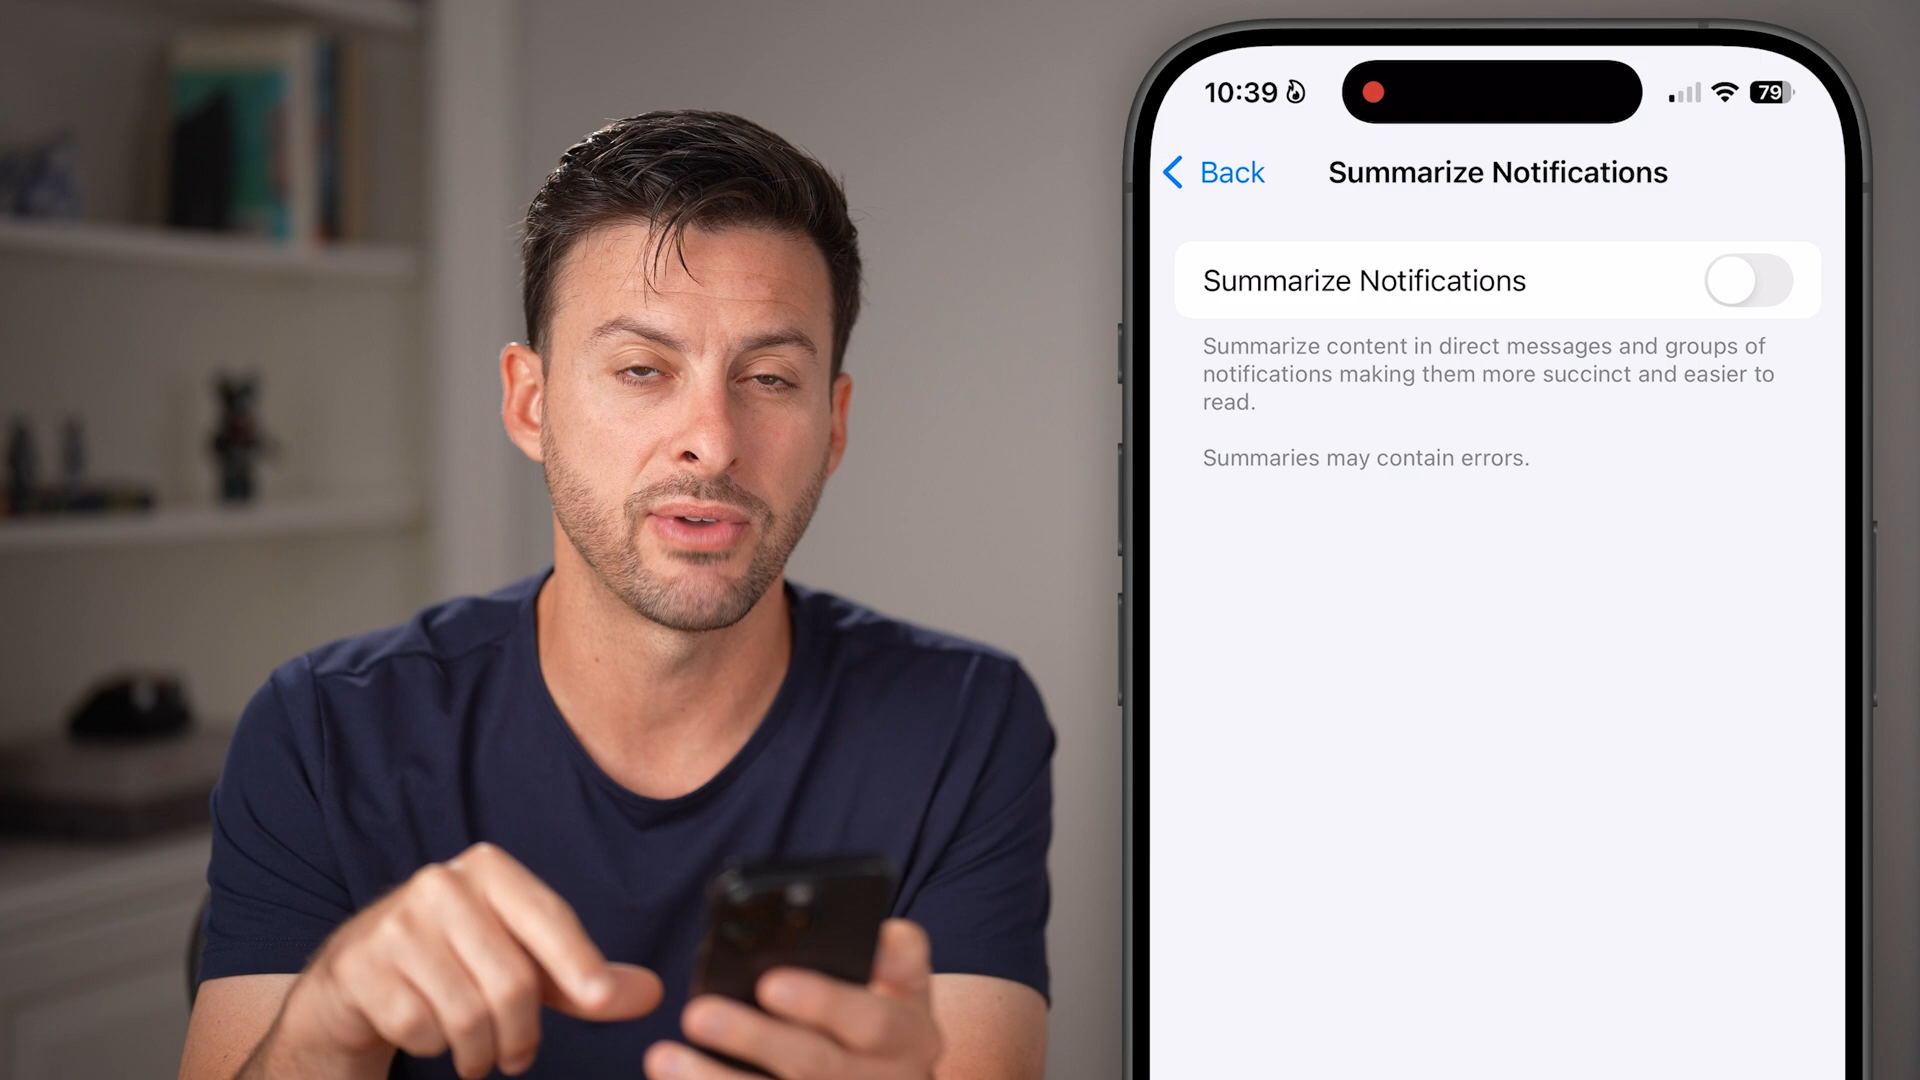 10:39
79
Back
Summarize Notifications
Summarize Notifications
Summarize content in direct messages and groups of
notifications making them more succinct and easier to
read.
Summaries may contain errors.